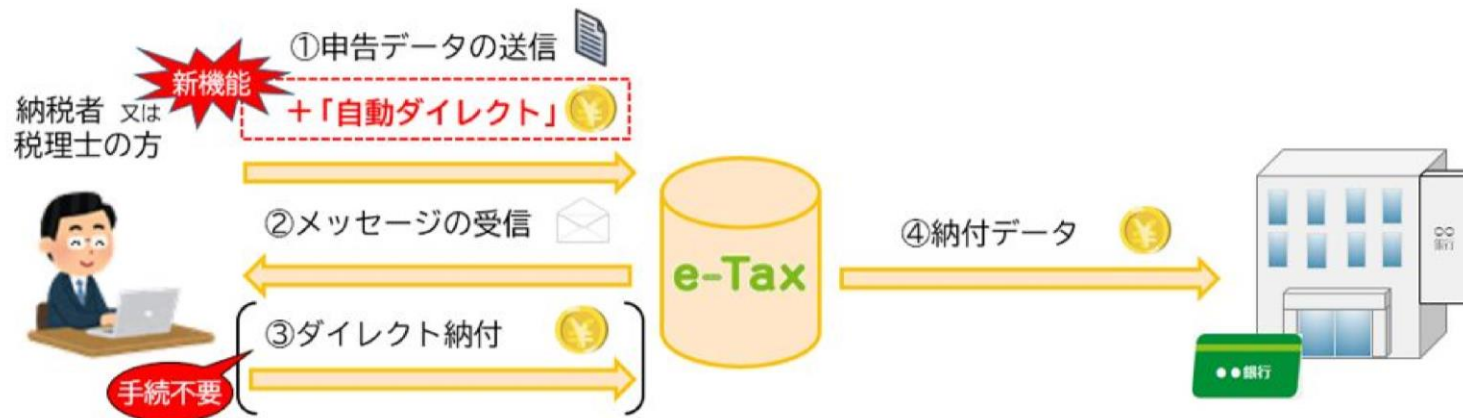 ①申告データの送信
新機能
+「自動ダイレクト」
納税者 又は
税理士の方
②メッセージの受信
e-Tax
④納付データ
③ダイレクト納付
手続不要
○○
銀行
●●銀行